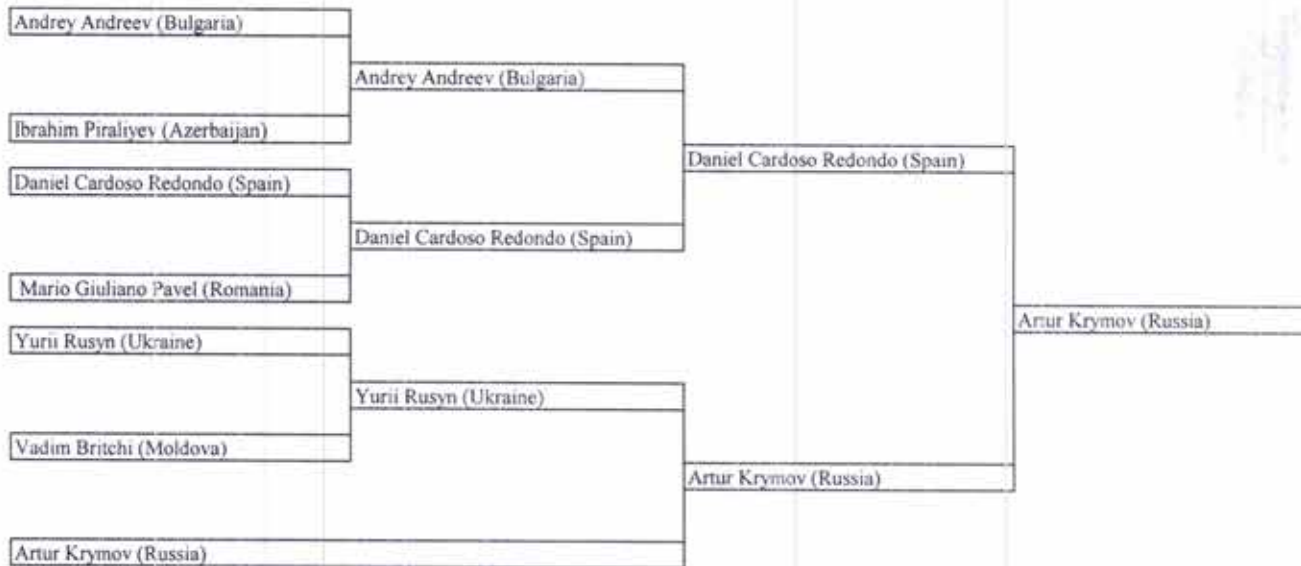 Andrey Andreev (Bulgaria)
Andrey Andreev (Bulgaria)
Ibrahim Piraliyev (Azerbaijan)
Daniel Cardoso Redondo (Spain)
Daniel Cardoso Redondo (Spain)
Daniel Cardoso Redondo (Spain)
Mario Giuliano Pavel (Romania)
Artur Krymov (Russia)
Yurii Rusyn (Ukraine)
Yurii Rusyn (Ukraine)
Vadim Britchi (Moldova)
Artur Krymov (Russia)
Artur Krymov (Russia)